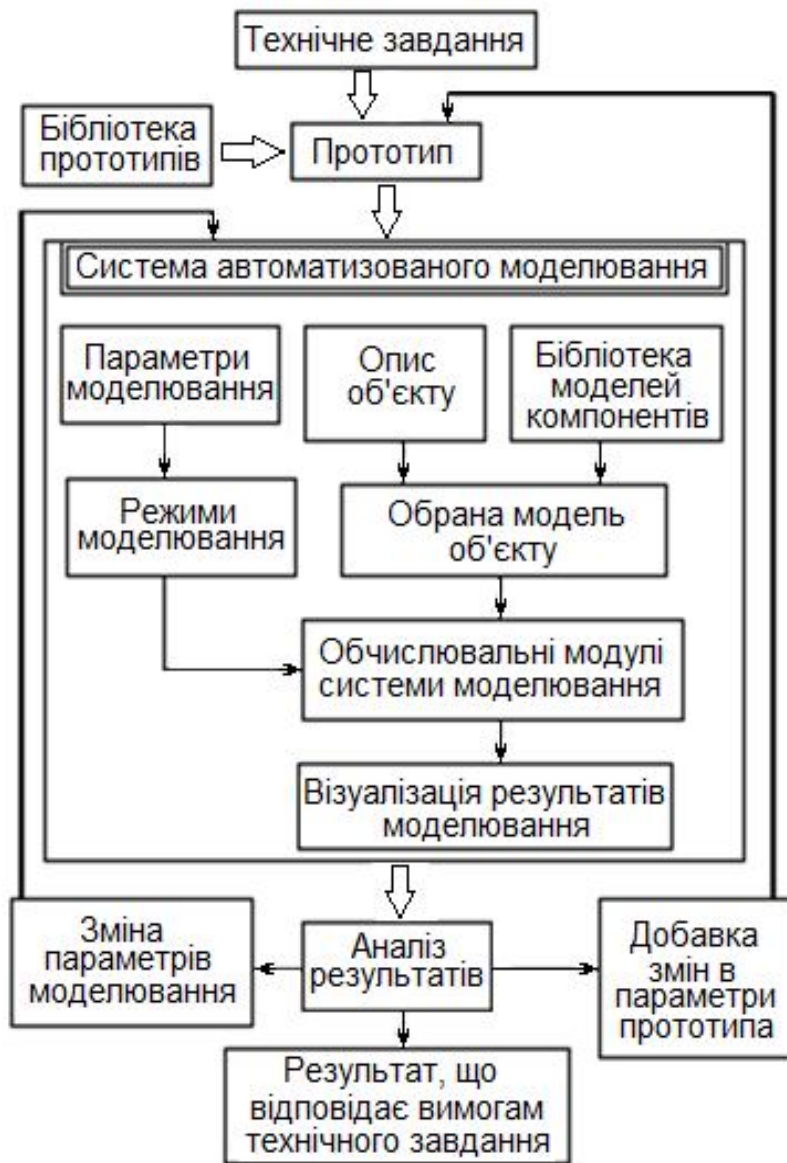 Технічне завдання
Бібліотека
прототипів
Прототип
Система автоматизованого моделювання
Параметри
моделювання
Опис
об'єкту
Бібліотека
моделей
компонентів
Режими
моделювання
Обрана модель
об'єкту
Обчислювальні модулі
системи моделювання
Візуалізація результатів
моделювання
Зміна
параметрів
моделювання
Аналіз
результатів
Добавка
змін в
параметри
прототипа
Результат, що
відповідає вимогам
технічного завдання